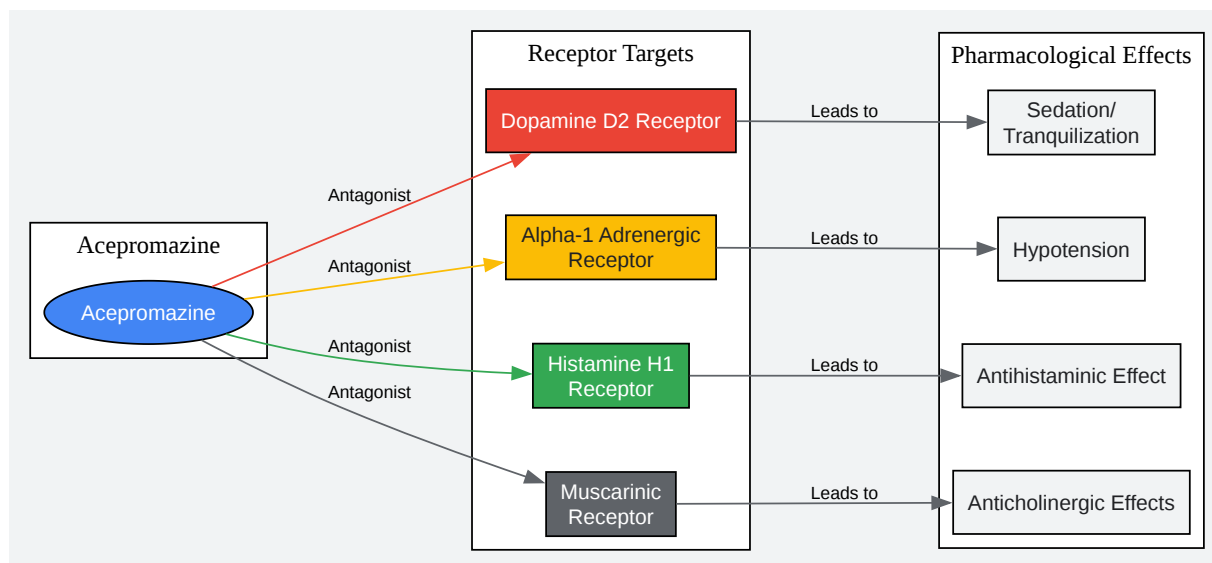 Receptor Targets
Pharmacological Effects
Dopamine D2 Receptor
Leads to
Sedation/
Tranquilization
Antagonist
Acepromazine
Alpha-1 Adrenergic
Receptor
Leads to
Hypotension
Antagonist
Acepromazine
Antagonist
Histamine H1
Receptor
Leads to
Antihistaminic Effect
Antagonist
Muscarinic
Receptor
Leads to
Anticholinergic Effects